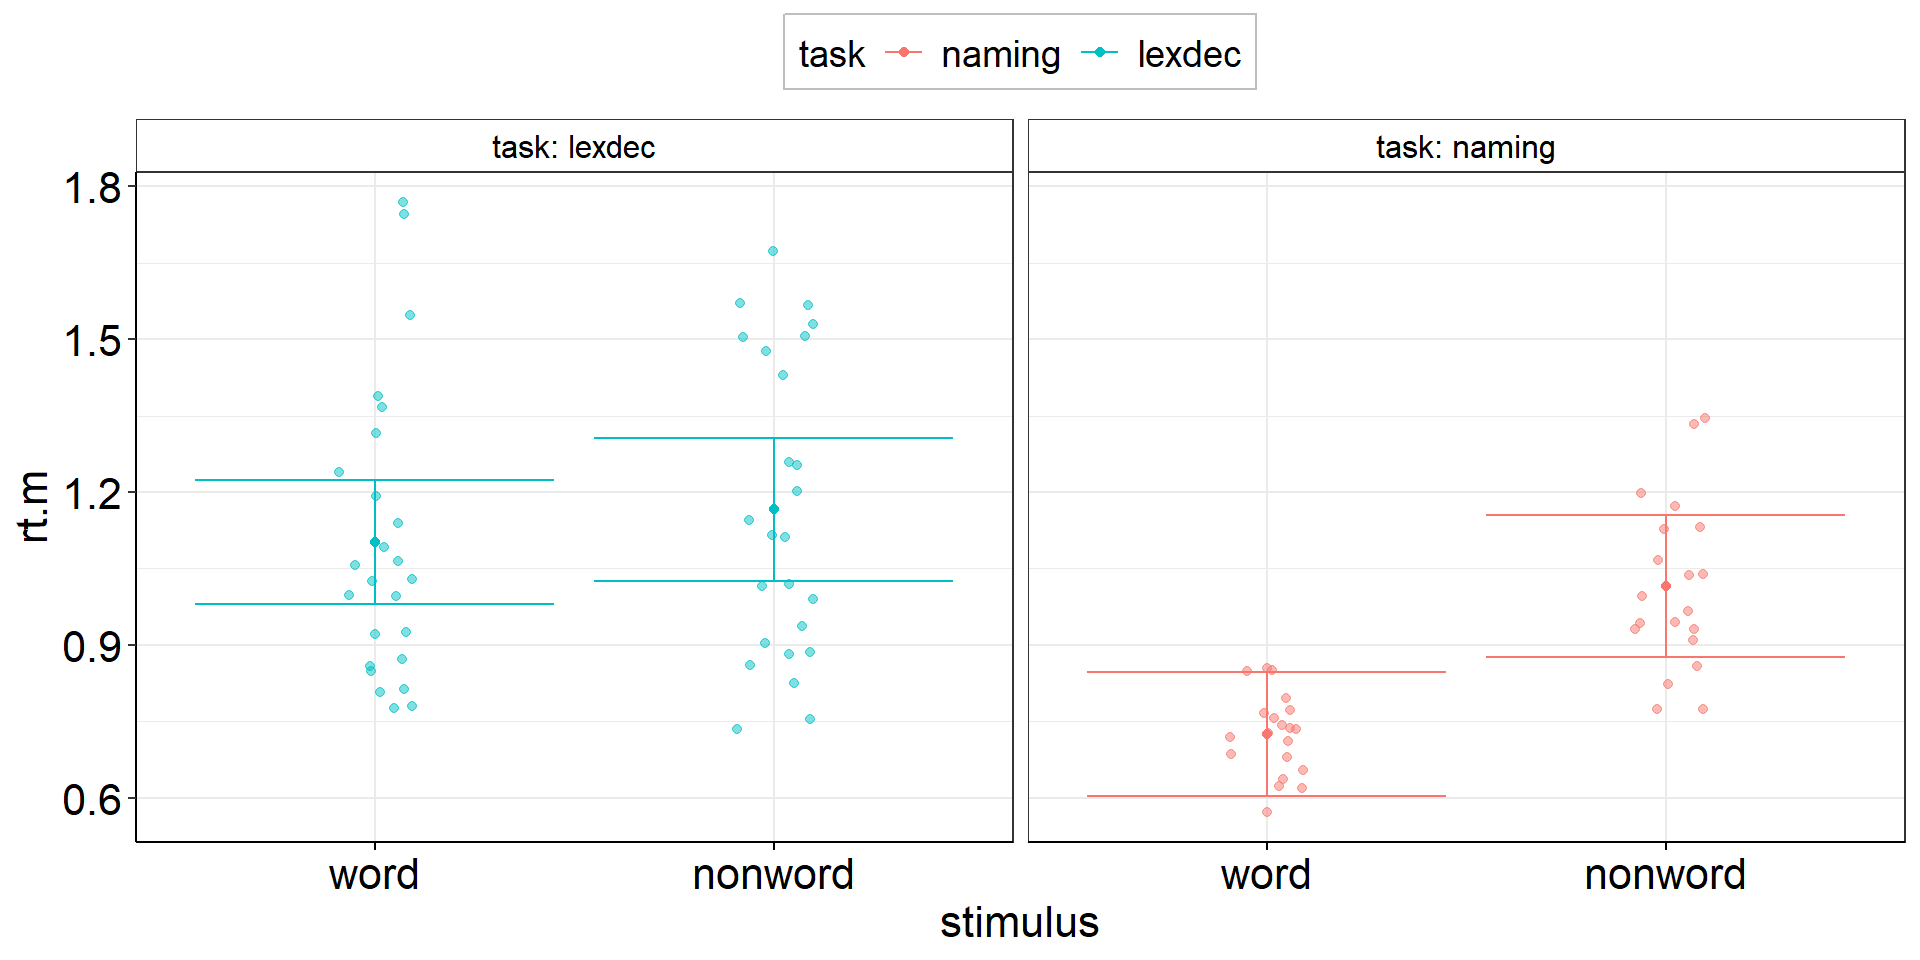 task naming lexdec
task: lexdec task: naming
1.8
1.5
1.2
0.9
0.6
rt.m
word nonword word nonword
stimulus